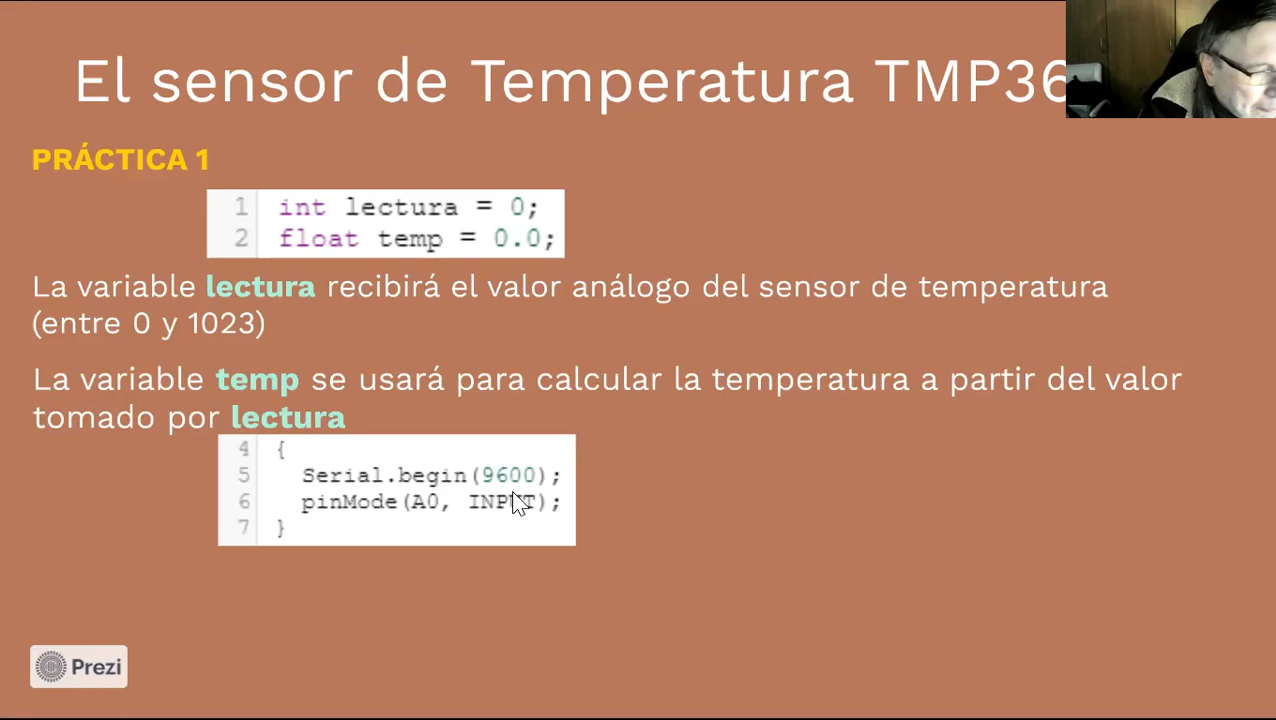 El sensor de Temperatura TMP36
PRÁCTICA 1
1 int lectura = 0;
2 float temp = 0.0;
La variable lectura recibirá el valor análogo del sensor de temperatura
(entre 0 y 1023)
La variable temp se usará para calcular la temperatura a partir del valor
tomado por lectura
4 {
5 Serial.begin(9600);
6 pinMode(A0, INPUT);
7 }
Prezi